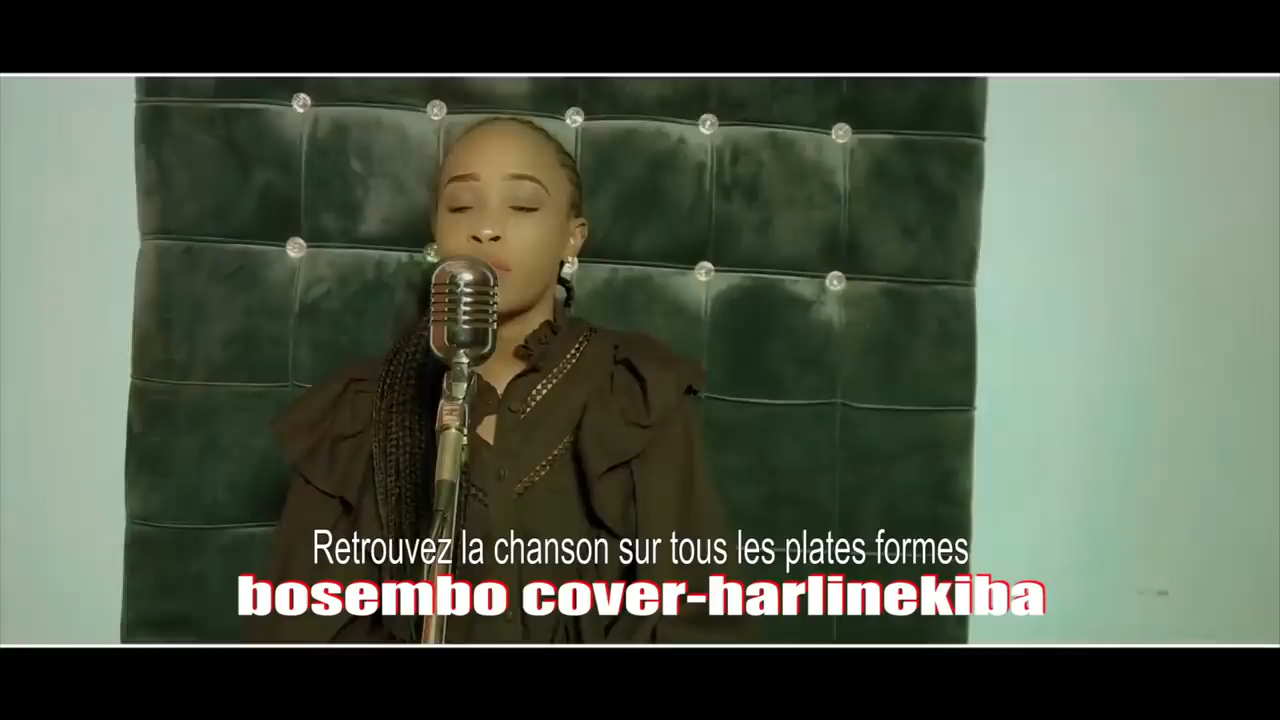 Retrouvez la chanson sur tous les plates formes
bosembo cover-harlinekiba